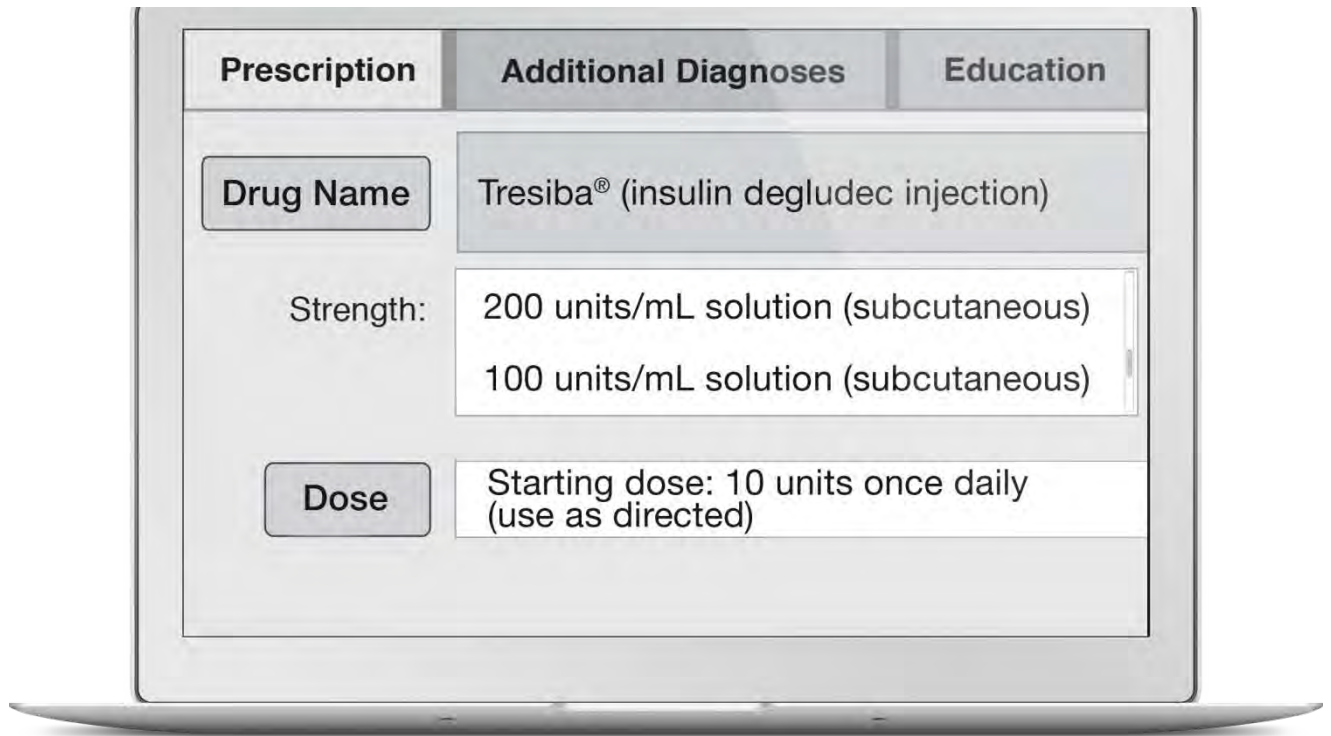 Prescription Additional Diagnoses Education
Drug Name Tresiba® (insulin degludec injection)
Strength: 200 units/mL solution (subcutaneous)
100 units/mL solution (subcutaneous)
Dose Starting dose: 10 units once daily
(use as directed)